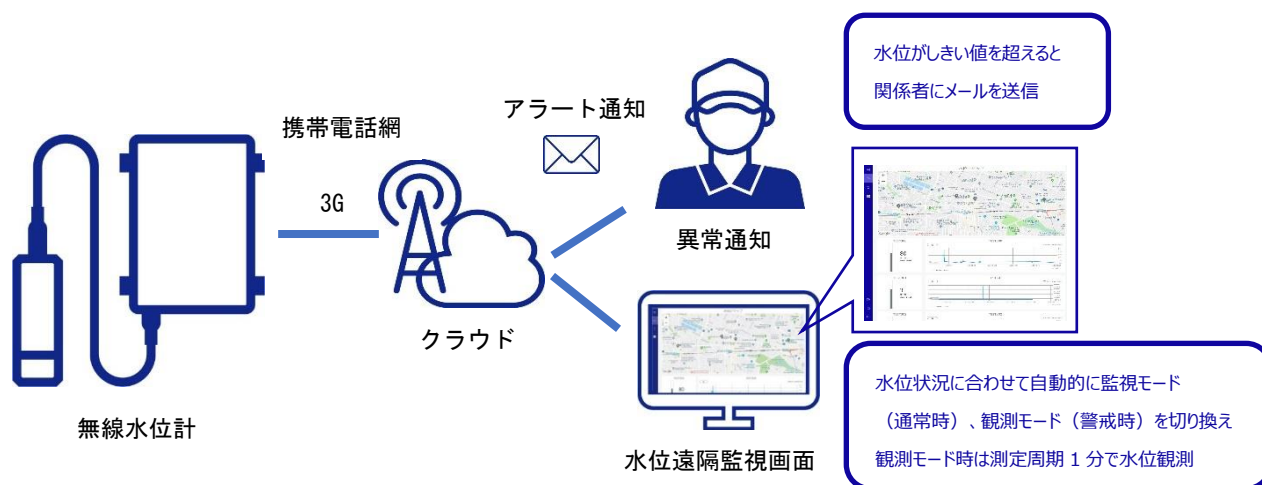 水位がしきい値を超えると
関係者にメールを送信
アラート通知
携帯電話網
3G
異常通知
クラウド
無線水位計
水位遠隔監視画面
水位状況に合わせて自動的に監視モード
（通常時）、観測モード（警戒時）を切り換え
観測モード時は測定周期 1 分で水位観測